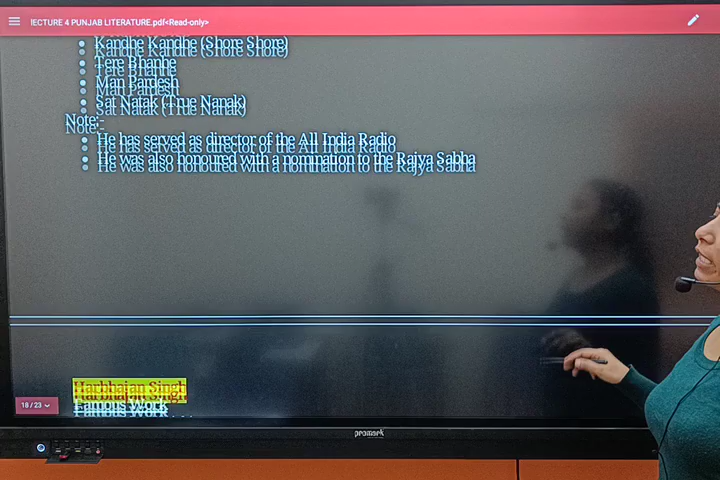 lECTURE 4 PUNJAB LITERATURE.pdf<Read-only>
• Kandhe Kandhe (Shore Shore)
• Tere Bhanhe
• Man Pardesh
• Sat Natak (True Nanak)
Note:-
• He has served as director of the All India Radio
• He was also honoured with a nomination to the Rajya Sabha
Harbhajan Singh
Famous Work
18 / 23
promark